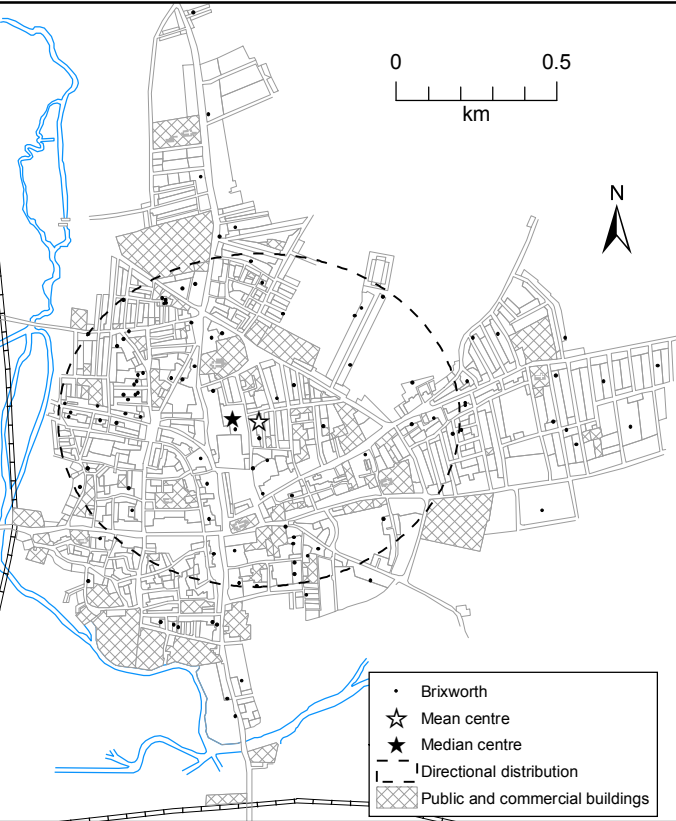 0 0.5
km
N
Brixworth
Mean centre
Median centre
Directional distribution
Public and commercial buildings